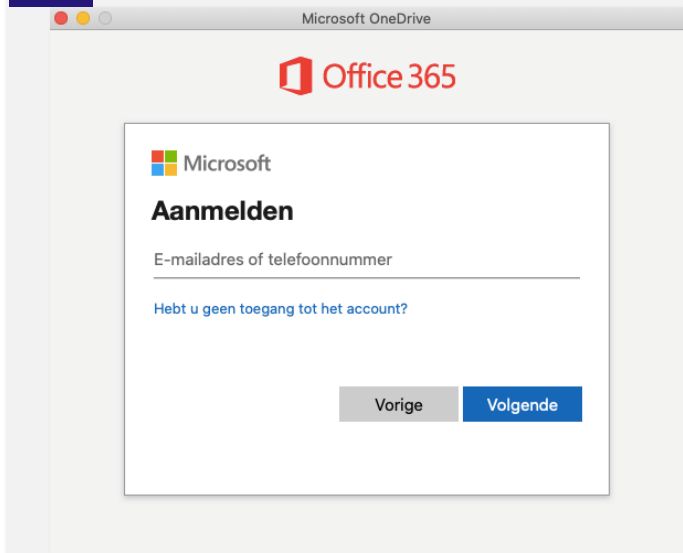 Microsoft OneDrive
Office 365
Microsoft
Aanmelden
E-mailadres of telefoonnummer
Hebt u geen toegang tot het account?
Vorige
Volgende